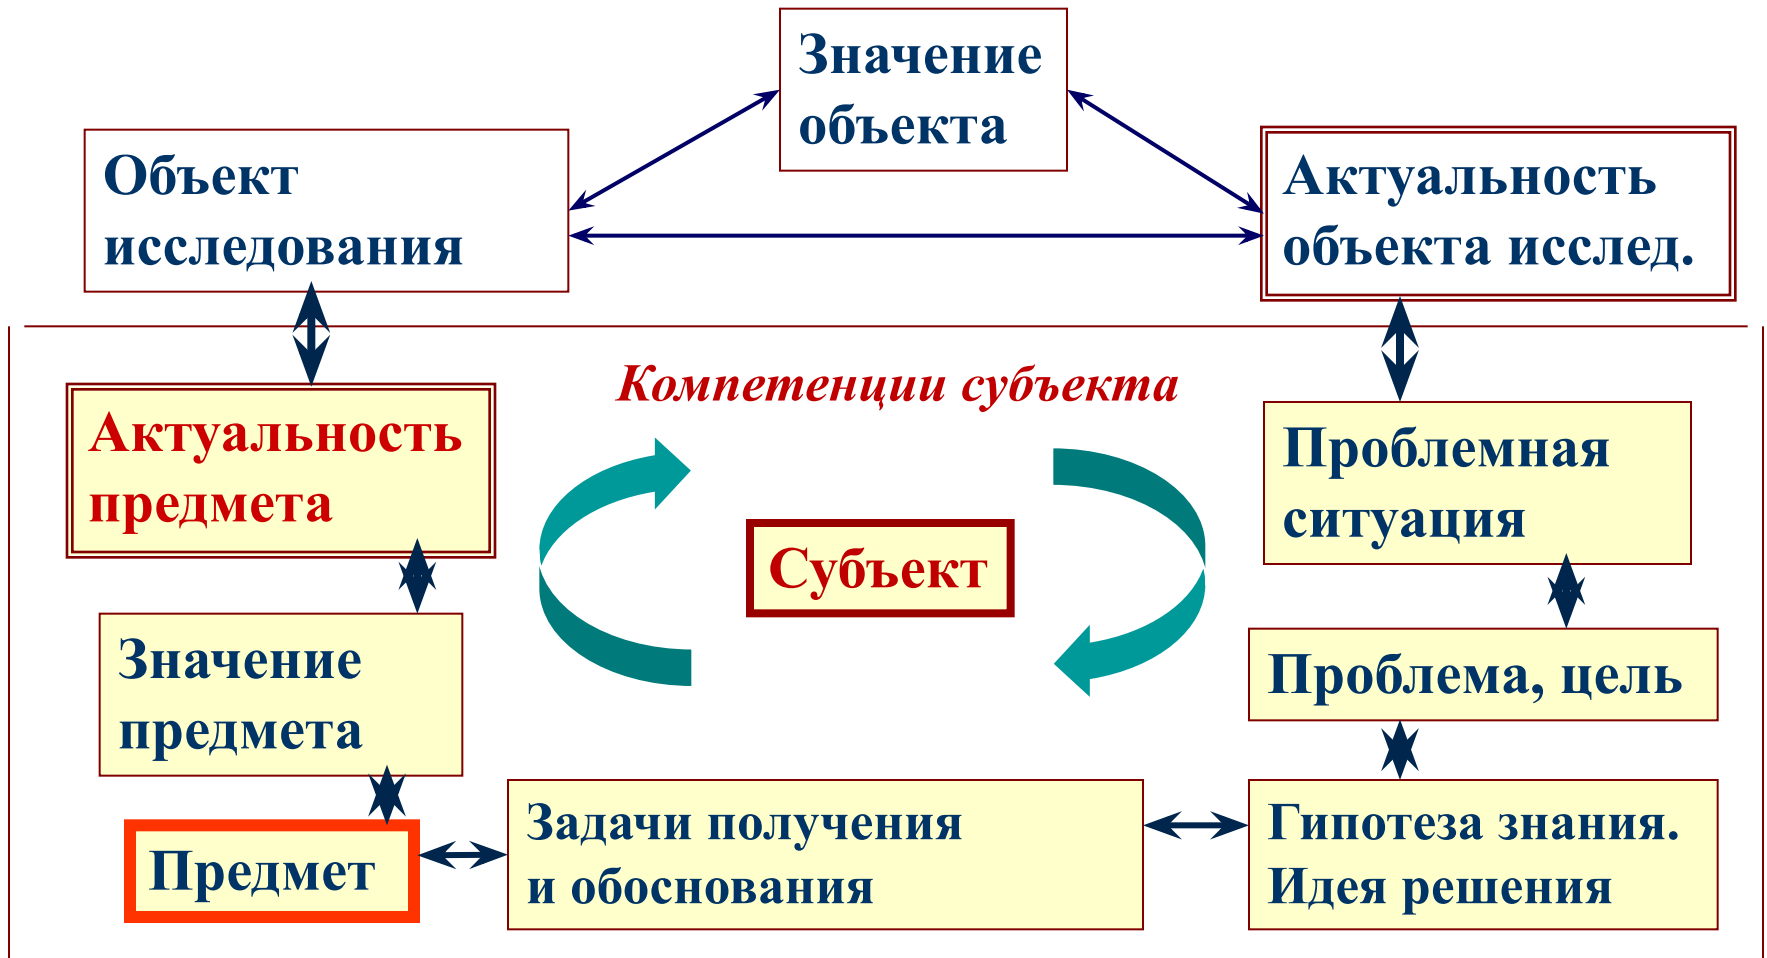 Значение
объекта
Объект
исследования
Актуальность
объекта исслед.
Компетенции субъекта
Актуальность
предмета
Проблемная
ситуация
Субъект
Значение
предмета
Проблема, цель
Предмет
Задачи получения
и обоснования
Гипотеза знания.
Идея решения